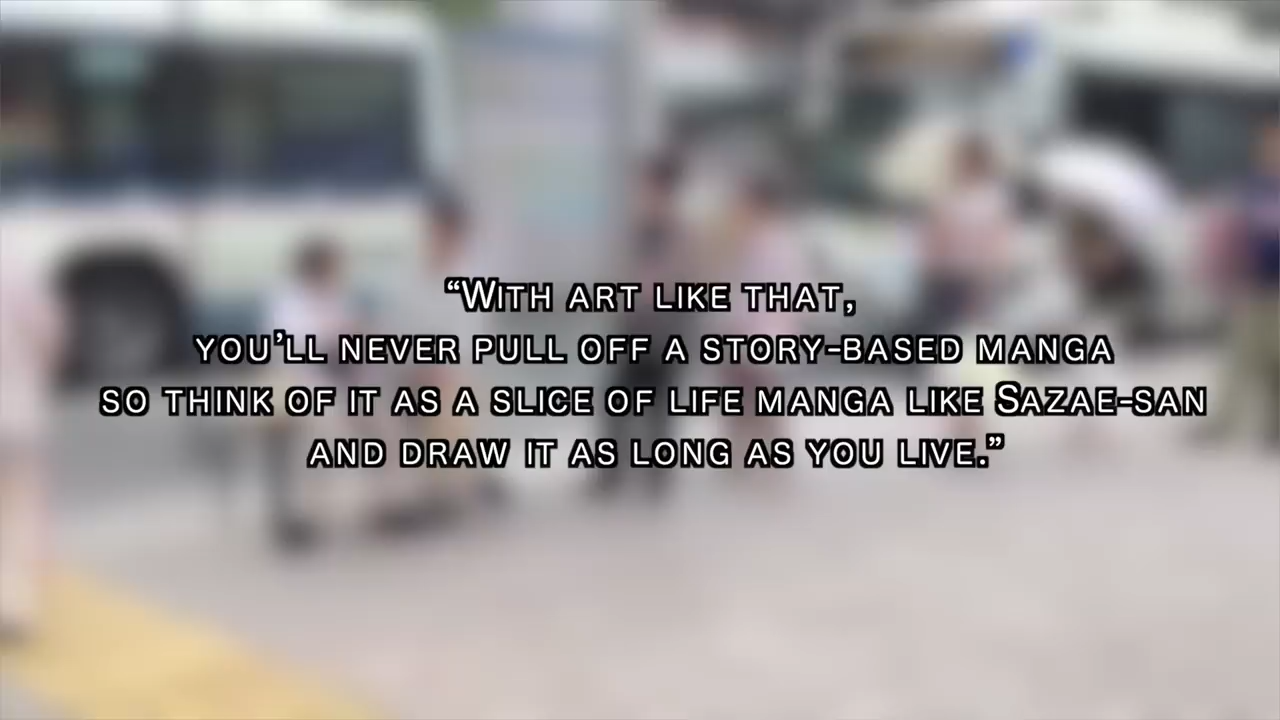 “With art like that,
you’ll never pull off a story-based manga
so think of it as a slice of life manga like Sazae-san
and draw it as long as you live.”